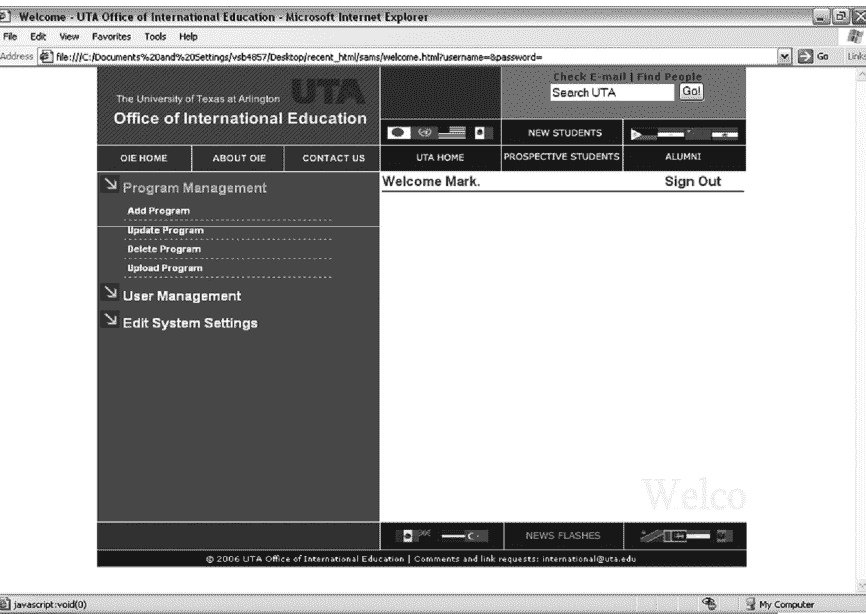 Welcome - UTA Office of International Education - Microsoft Internet Explorer
File Edit View Favorites Tools Help
Address file:///C:/Documents%20and%20Settings/vsb4857/Desktop/recent_html/sams/welcome.html?username=&password= Go Links
Check E-mail | Find People
Search UTA Go!
The University of Texas at Arlington UTA
Office of International Education
NEW STUDENTS
OIE HOME ABOUT OIE CONTACT US UTA HOME PROSPECTIVE STUDENTS ALUMNI
Program Management
Welcome Mark. Sign Out
Add Program
Update Program
Delete Program
Upload Program
User Management
Edit System Settings
Welco
NEWS FLASHES
© 2006 UTA Office of International Education | Comments and link requests: international@uta.edu
javascript:void(0) My Computer